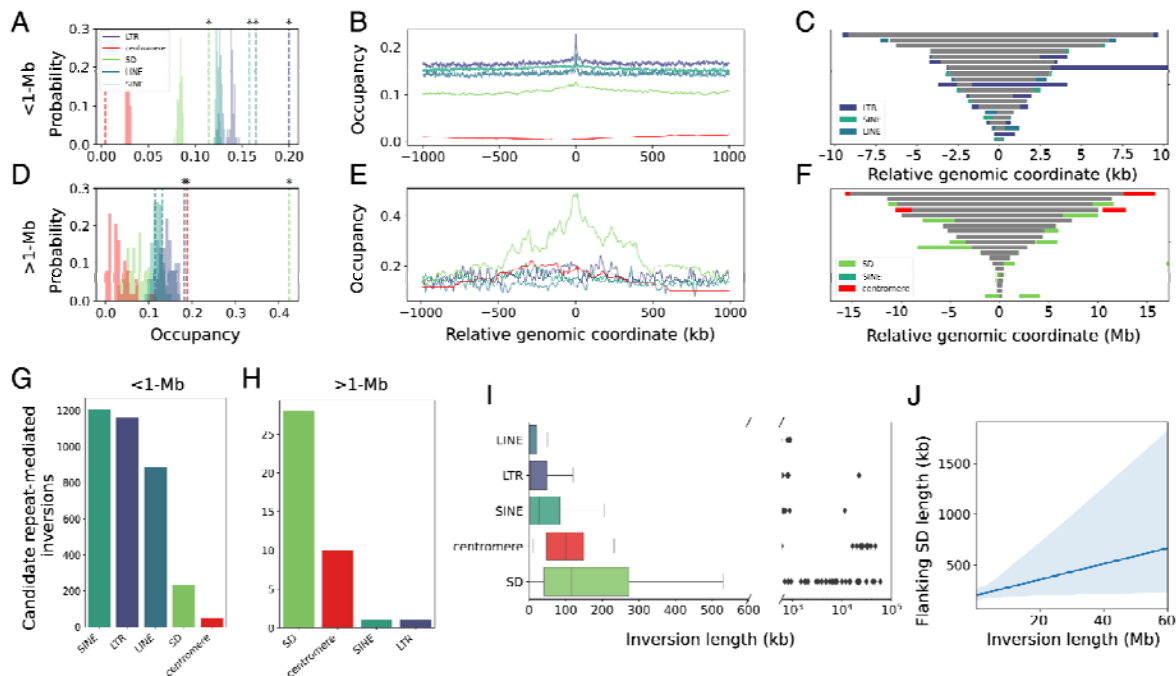 A
B
C
<1-Mb
Probability
0.3
0.2
0.1
0.0
0.00 0.05 0.10 0.15 0.20
LTR
centromere
SD
LINE
SINE
* ** *
Occupancy
0.2
0.1
0.0
−1000 −500 0 500 1000
LTR
SINE
LINE
−10 −7.5 −5 −2.5 0 2.5 5 7.5 10
Relative genomic coordinate (kb)
D
E
F
>1-Mb
Probability
0.3
0.2
0.1
0.0
0.0 0.1 0.2 0.3 0.4
Occupancy
Occupancy
0.4
0.2
−1000 −500 0 500 1000
Relative genomic coordinate (kb)
SD
SINE
centromere
−15 −10 −5 0 5 10 15
Relative genomic coordinate (Mb)
G
<1-Mb
Candidate repeat-mediated
inversions
1200
1000
800
600
400
200
0
SINE
LTR
LINE
SD
centromere
H
>1-Mb
25
20
15
10
5
0
SD
centromere
SINE
LTR
I
LINE
LTR
SINE
centromere
SD
0 100 200 300 400 500 600
10³ 10⁴ 10⁵
Inversion length (kb)
J
Flanking SD length (kb)
1500
1000
500
20 40 60
Inversion length (Mb)